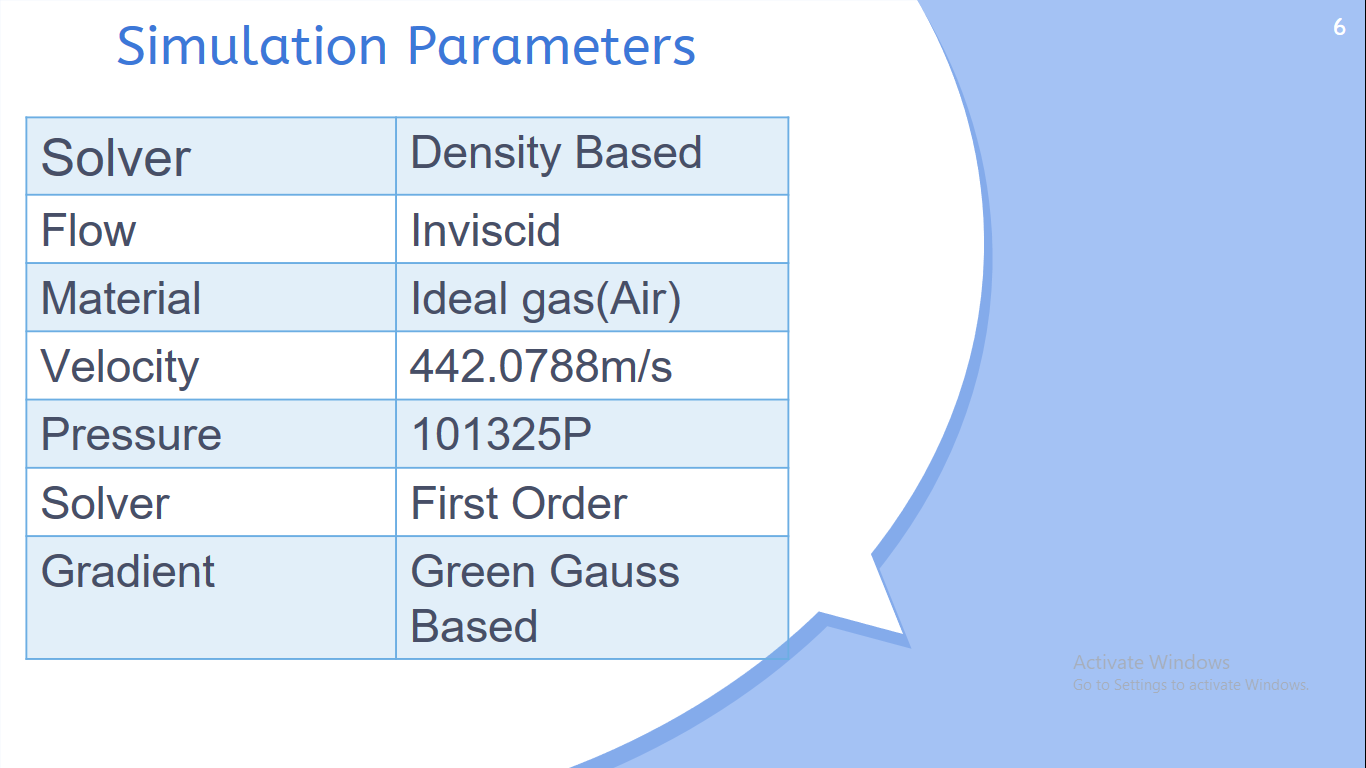 Simulation Parameters
6
Solver Density Based
Flow Inviscid
Material Ideal gas(Air)
Velocity 442.0788m/s
Pressure 101325P
Solver First Order
Gradient Green Gauss
Based
Activate Windows
Go to Settings to activate Windows.